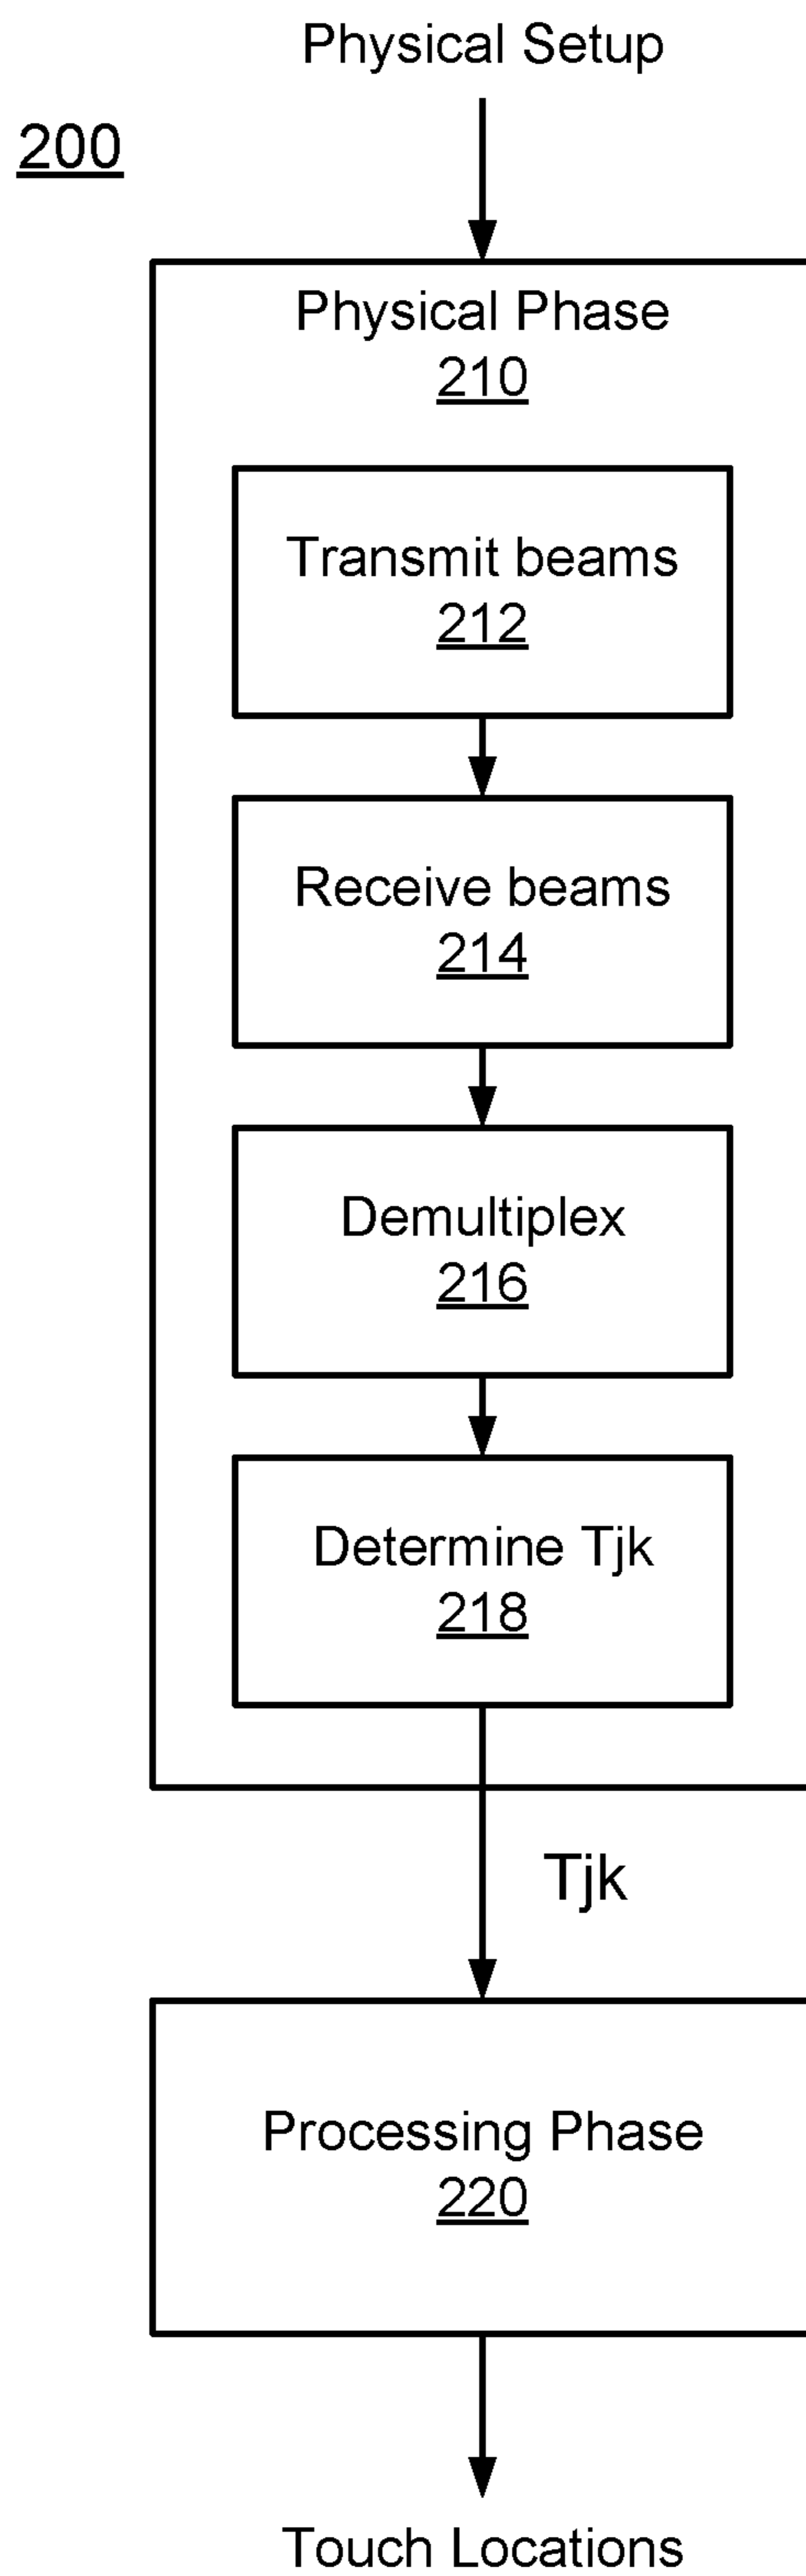 Physical Setup
200
Physical Phase
210
Transmit beams
212
Receive beams
214
Demultiplex
216
Determine Tjk
218
Tjk
Processing Phase
220
Touch Locations